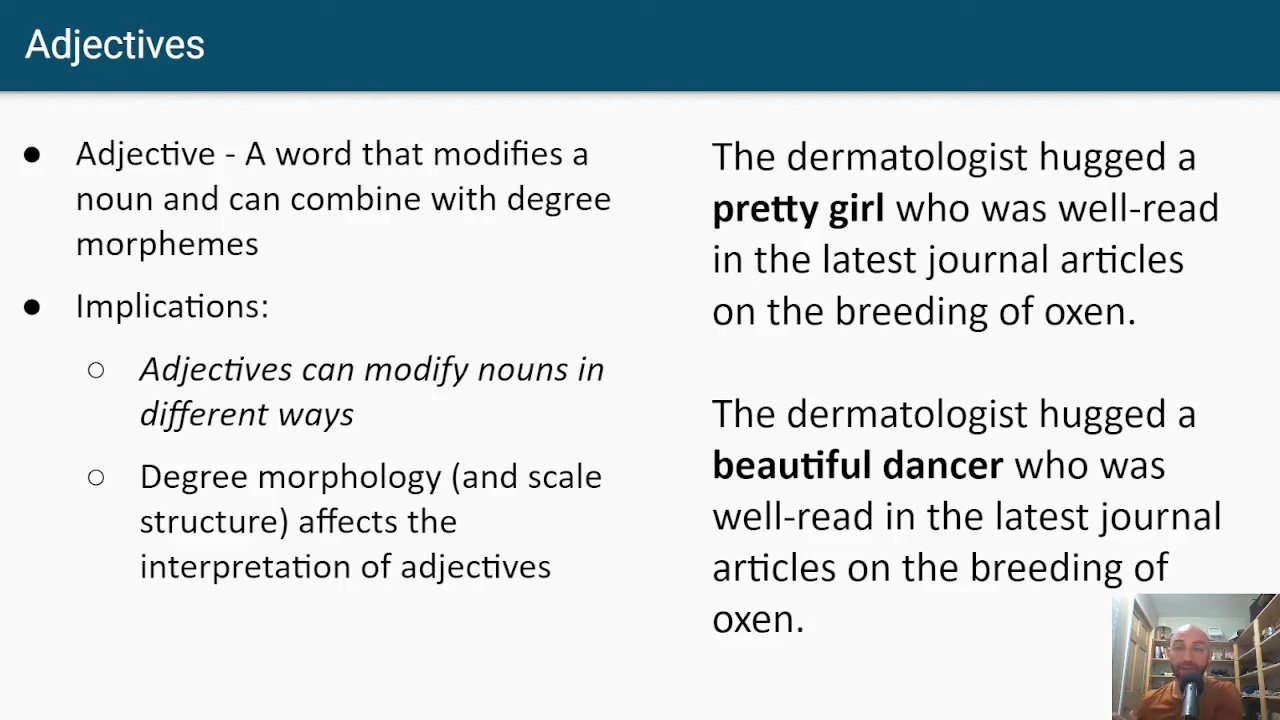 Adjectives
● Adjective - A word that modifies a
noun and can combine with degree
morphemes
● Implications:
○ Adjectives can modify nouns in
different ways
○ Degree morphology (and scale
structure) affects the
interpretation of adjectives
The dermatologist hugged a
pretty girl who was well-read
in the latest journal articles
on the breeding of oxen.
The dermatologist hugged a
beautiful dancer who was
well-read in the latest journal
articles on the breeding of
oxen.